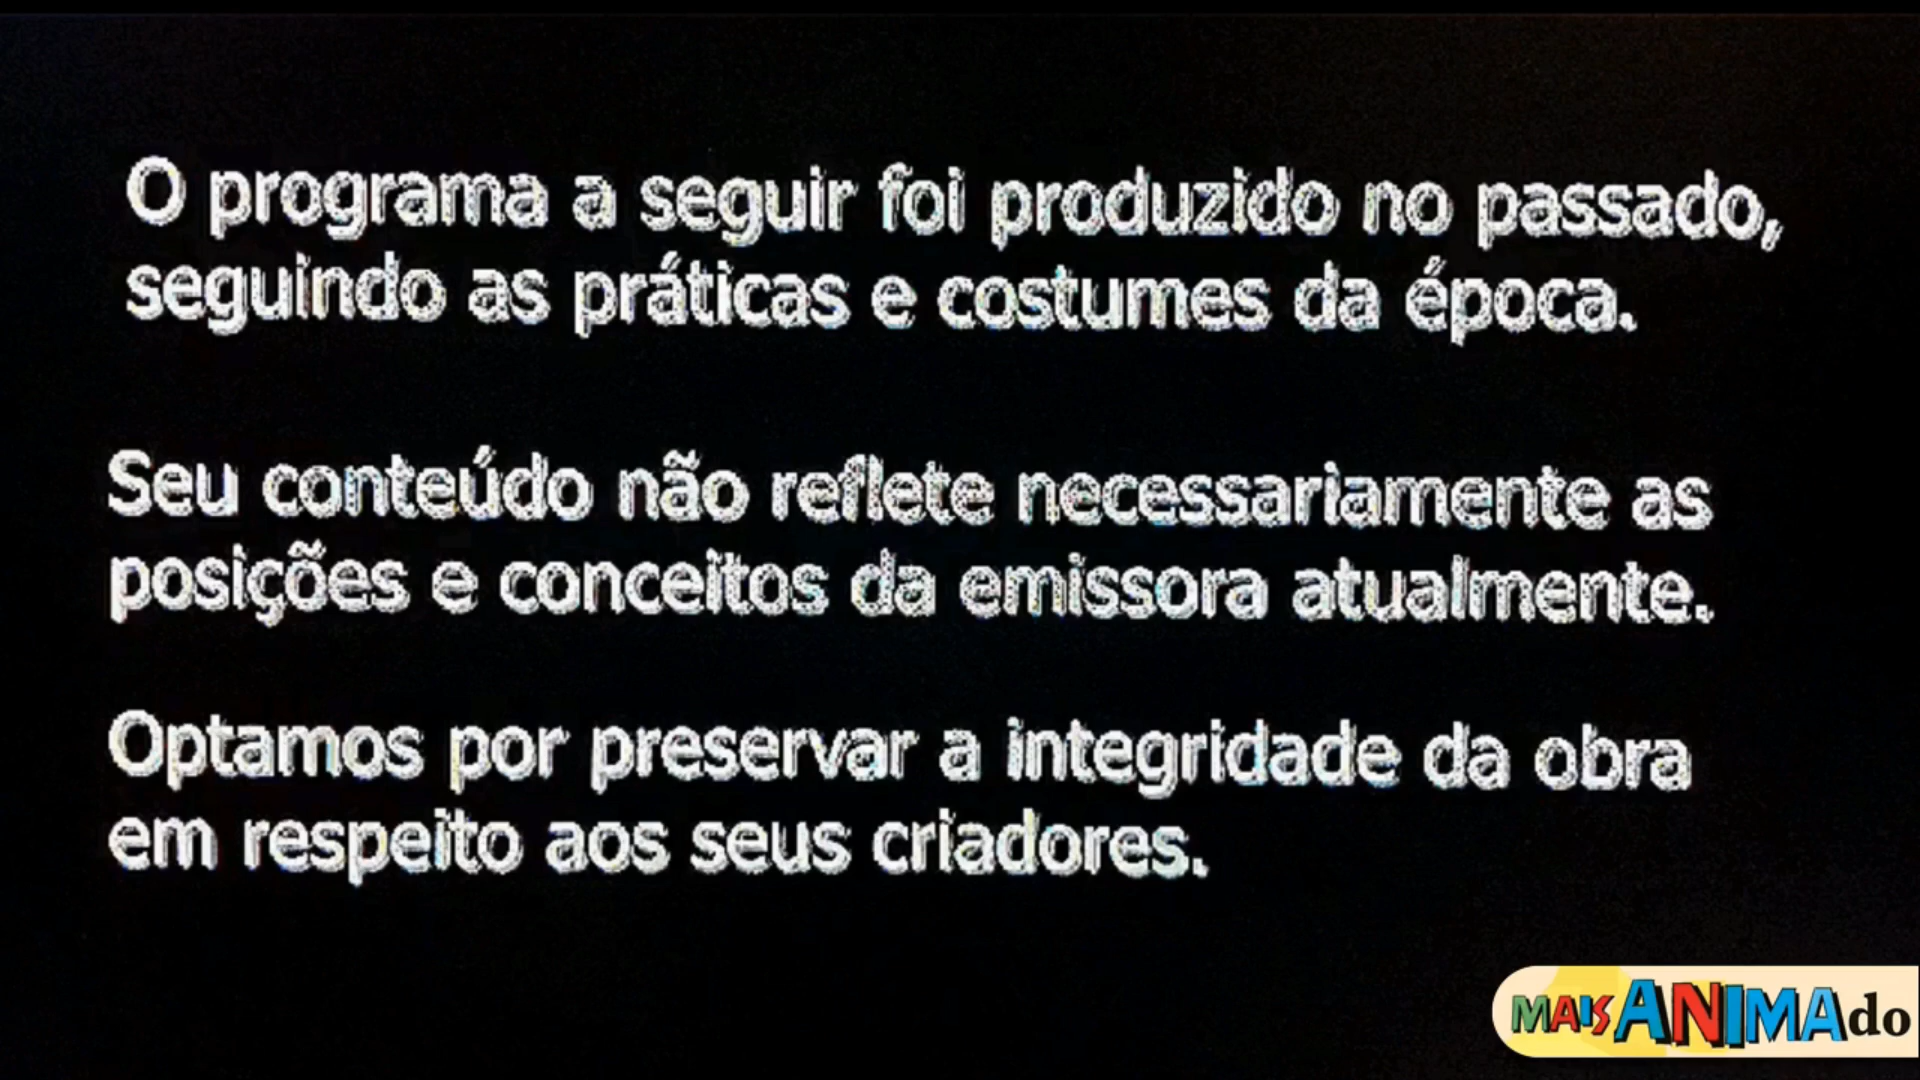 O programa a seguir foi produzido no passado,
seguindo as práticas e costumes da época.
Seu conteúdo não reflete necessariamente as
posições e conceitos da emissora atualmente.
Optamos por preservar a integridade da obra
em respeito aos seus criadores.
MAIS ANIMAdo